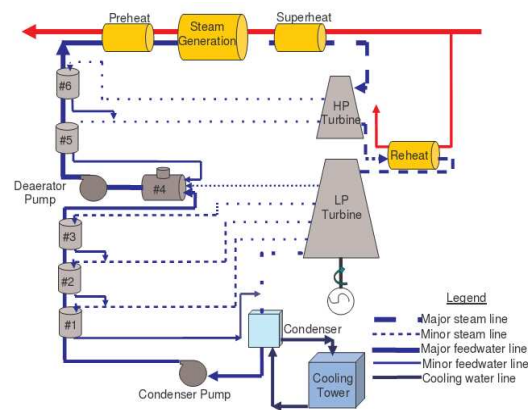 Preheat
Steam
Generation
Superheat
#6
HP
Turbine
#5
Reheat
Deaerator
Pump
#4
LP
Turbine
#3
#2
#1
Condenser
Condenser Pump
Cooling
Tower
Legend
Major steam line
Minor steam line
Major feedwater line
Minor feedwater line
Cooling water line